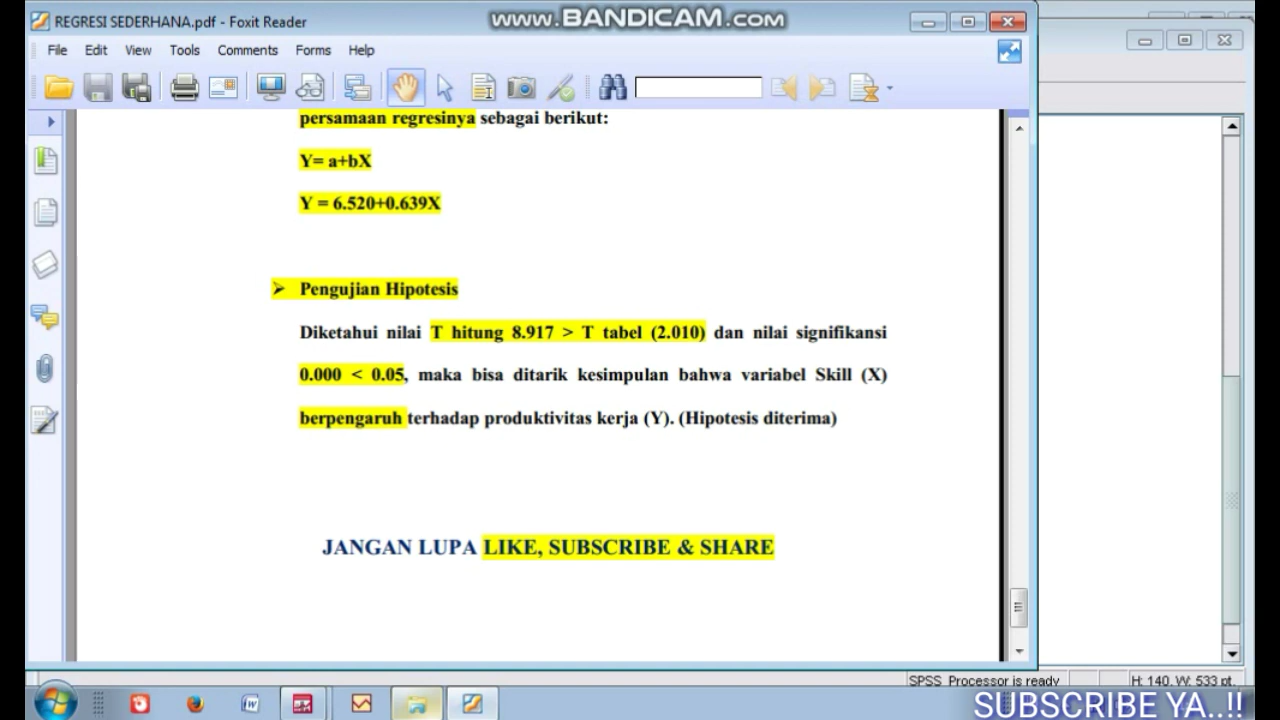 REGRESI SEDERHANA.pdf - Foxit Reader
www.BANDICAM.com
File Edit View Tools Comments Forms Help
persamaan regresinya sebagai berikut:
Y= a+bX
Y = 6.520+0.639X
➢ Pengujian Hipotesis
Diketahui nilai T hitung 8.917 > T tabel (2.010) dan nilai signifikansi
0.000 < 0.05, maka bisa ditarik kesimpulan bahwa variabel Skill (X)
berpengaruh terhadap produktivitas kerja (Y). (Hipotesis diterima)
JANGAN LUPA LIKE, SUBSCRIBE & SHARE
SPSS Processor is ready H: 140, W: 533 pt.
SUBSCRIBE YA..!!